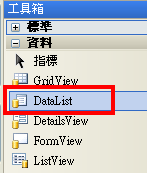 工具箱
標準
資料
指標
GridView
DataList
DetailsView
FormView
ListView